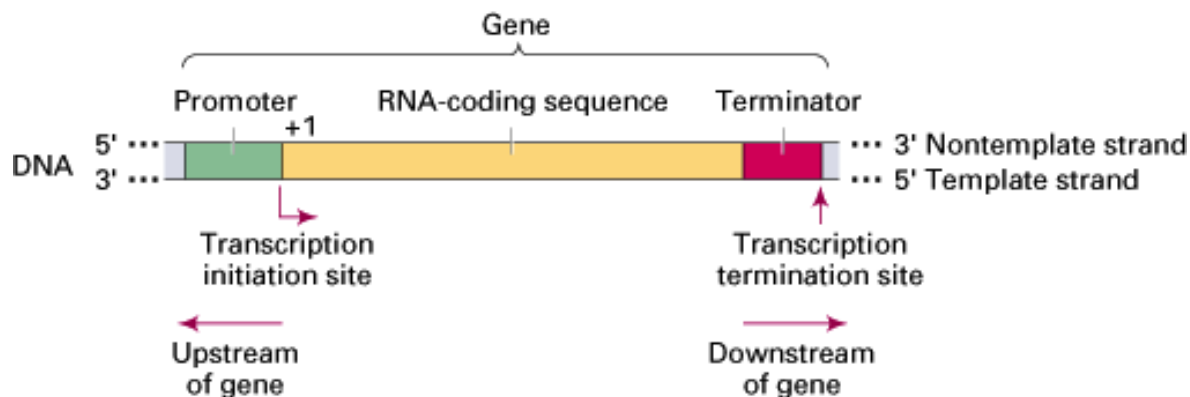 Gene
Promoter RNA-coding sequence Terminator
+1
DNA
5' ••• ••• 3' Nontemplate strand
3' ••• ••• 5' Template strand
Transcription initiation site
Transcription termination site
Upstream of gene
Downstream of gene